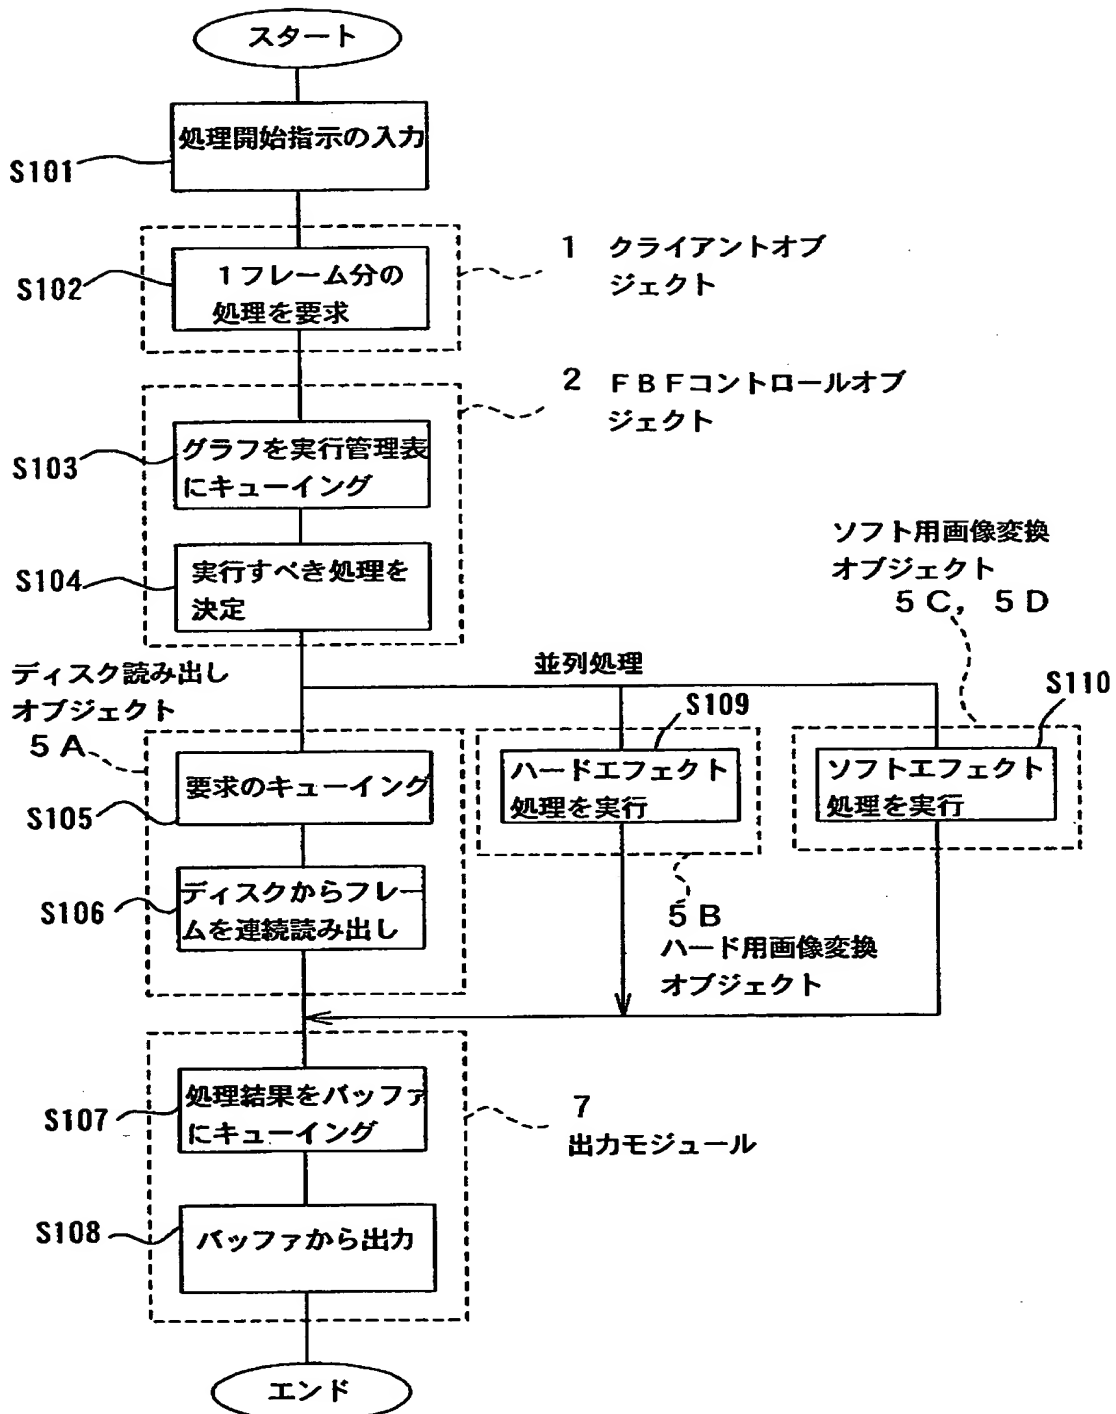 スタート
処理開始指示の入力
S101
1 クライアントオブ
ジェクト
S102
1フレーム分の
処理を要求
2 FBFコントロールオブ
ジェクト
S103
グラフを実行管理表
にキューイング
S104
実行すべき処理を
決定
ソフト用画像変換
オブジェクト
5C, 5D
ディスク読み出し
オブジェクト
5A
並列処理
S109
S110
要求のキューイング
S105
ハードエフェクト
処理を実行
ソフトエフェクト
処理を実行
S106
ディスクからフレー
ムを連続読み出し
5B
ハード用画像変換
オブジェクト
S107
処理結果をバッファ
にキューイング
7
出力モジュール
S108
バッファから出力
エンド